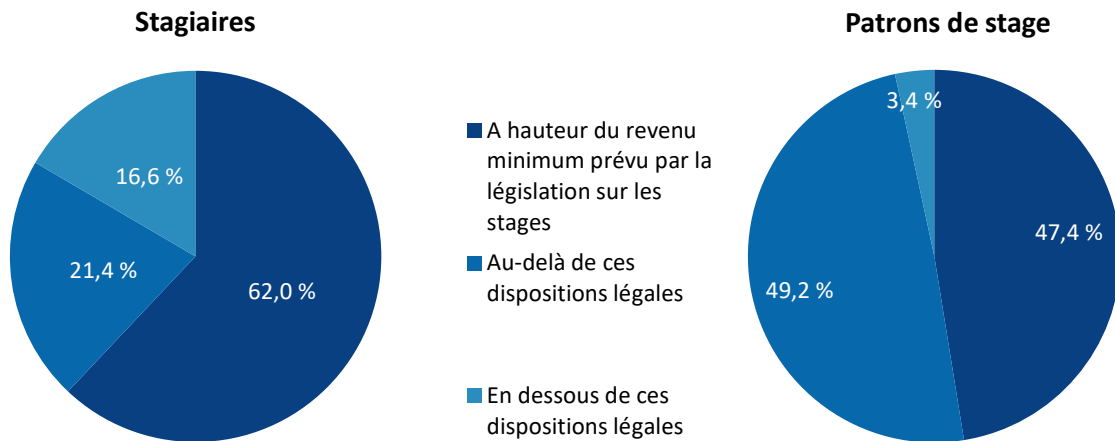 Stagiaires
16,6 %
21,4 %
62,0 %
A hauteur du revenu
minimum prévu par la
législation sur les
stages
Au-delà de ces
dispositions légales
En dessous de ces
dispositions légales
Patrons de stage
3,4 %
47,4 %
49,2 %